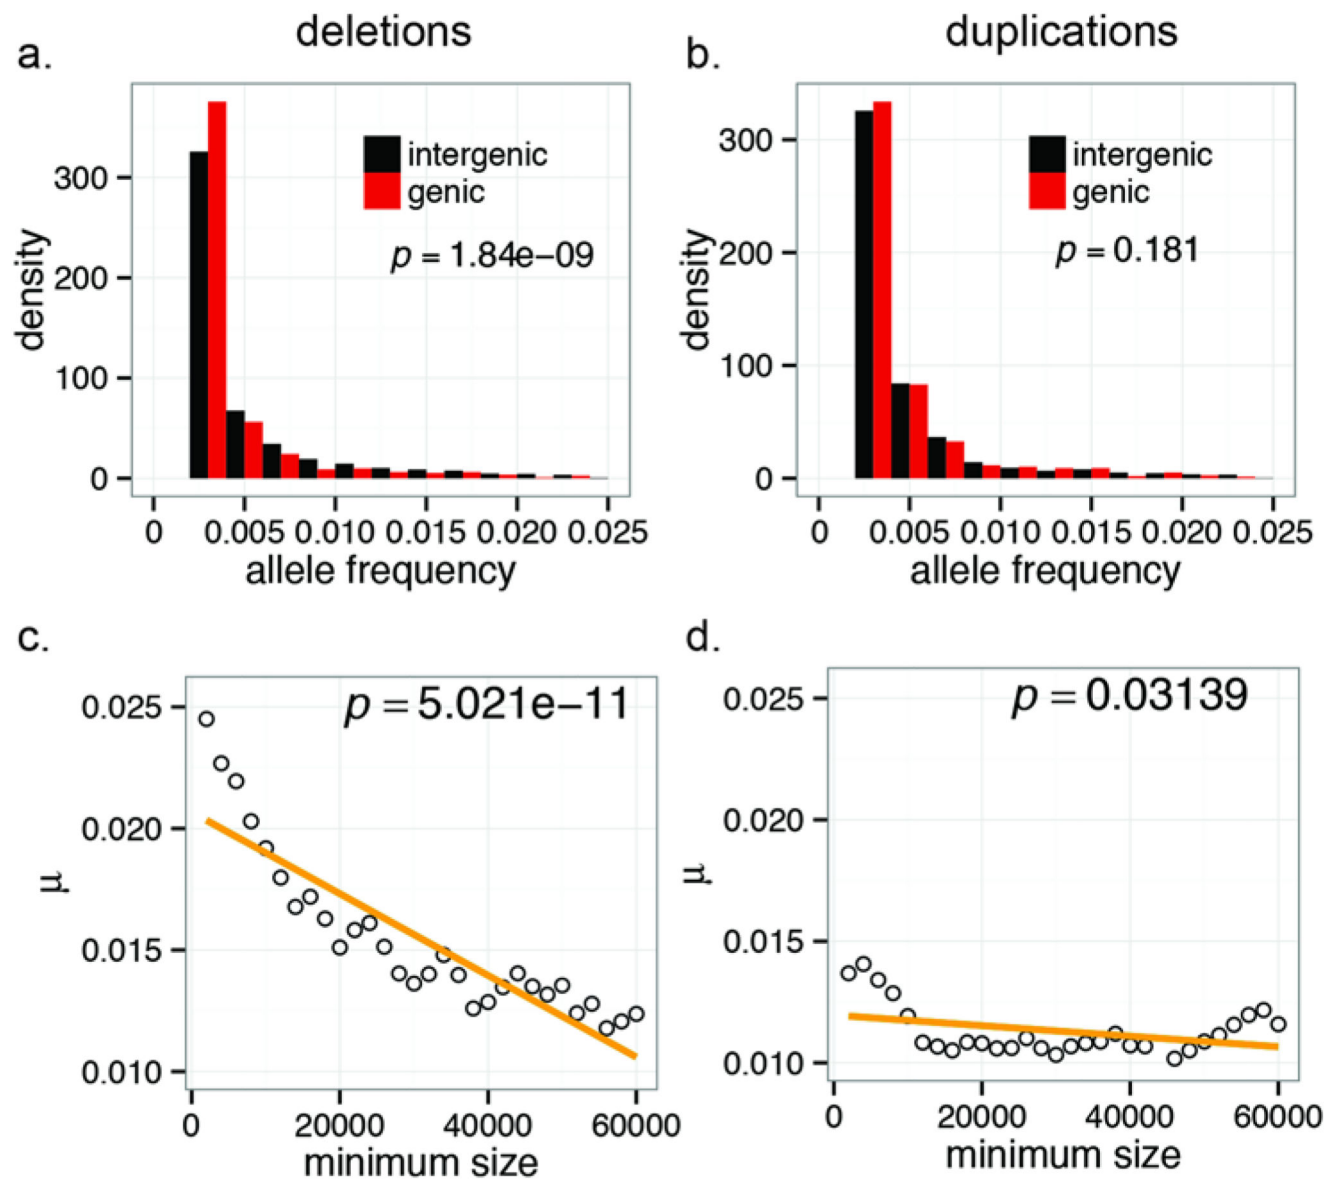 deletions
duplications
a.
b.
intergenic
genic
p = 1.84e−09
density
300
200
100
0
0 0.005 0.010 0.015 0.020 0.025
allele frequency
intergenic
genic
p = 0.181
density
300
200
100
0
0 0.005 0.010 0.015 0.020 0.025
allele frequency
c.
d.
p = 5.021e−11
μ
0.025
0.020
0.015
0.010
0 20000 40000 60000
minimum size
p = 0.03139
μ
0.025
0.020
0.015
0.010
0 20000 40000 60000
minimum size